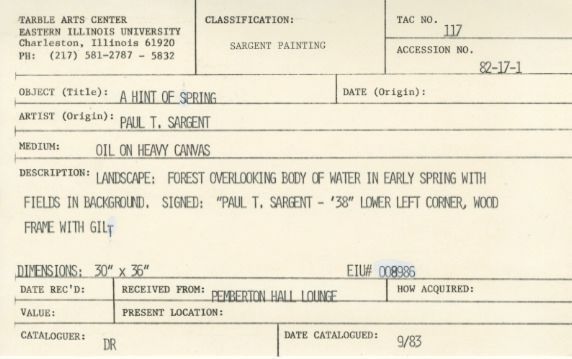 TARBLE ARTS CENTER
EASTERN ILLINOIS UNIVERSITY
Charleston, Illinois 61920
PH: (217) 581-2787 - 5832
CLASSIFICATION:
SARGENT PAINTING
TAC NO.
117
ACCESSION NO.
82-17-1
OBJECT (Title): A HINT OF SPRING
DATE (Origin):
ARTIST (Origin): PAUL T. SARGENT
MEDIUM: OIL ON HEAVY CANVAS
DESCRIPTION: LANDSCAPE: FOREST OVERLOOKING BODY OF WATER IN EARLY SPRING WITH
FIELDS IN BACKGROUND. SIGNED: "PAUL T. SARGENT - '38" LOWER LEFT CORNER, WOOD
FRAME WITH GILT
DIMENSIONS: 30" x 36" EIU# 008986
DATE REC'D:
RECEIVED FROM: PEMBERTON HALL LOUNGE
HOW ACQUIRED:
VALUE:
PRESENT LOCATION:
CATALOGUER: DR
DATE CATALOGUED: 9/83